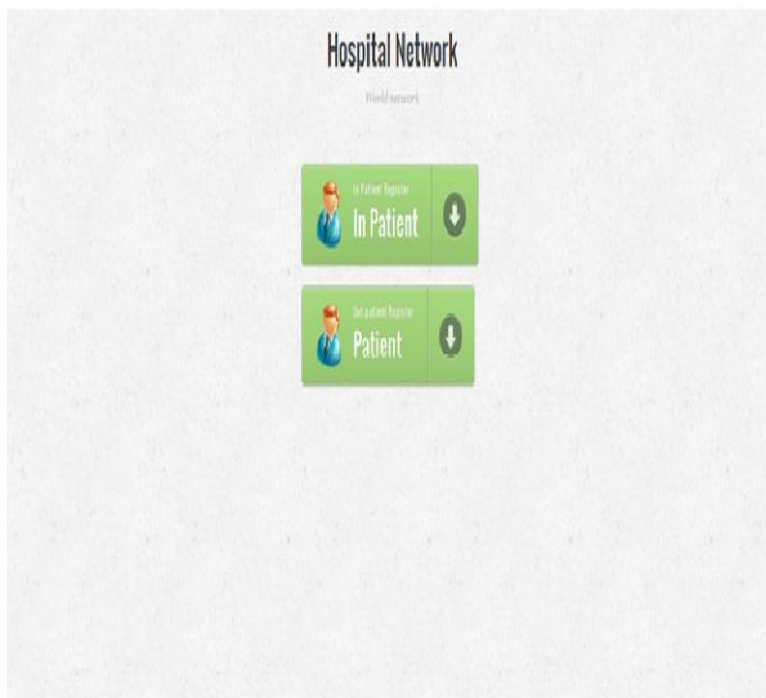 Hospital Network
World network
In Patient Register
In Patient
Out patient Register
Patient